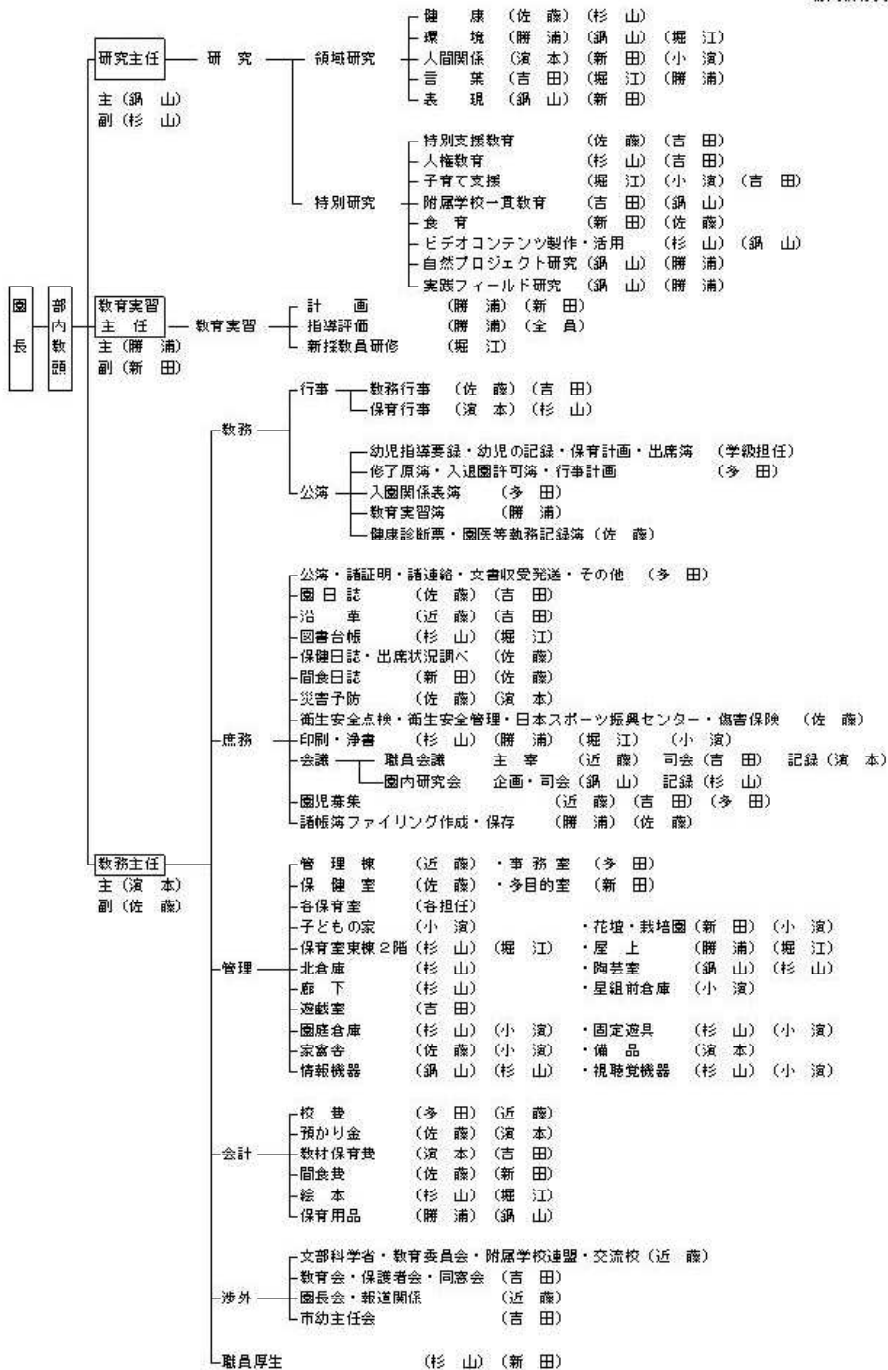 健　康　（佐　藤）（杉　山）
環　境　（勝　浦）（鍋　山）（堀　江）
研究主任　研　究　領域研究　人間関係　（濱　本）（新　田）（小　濱）
言　葉　（吉　田）（堀　江）（勝　浦）
主（鍋　山）　表　現　（鍋　山）（新　田）
副（杉　山）
特別支援教育　（佐　藤）（吉　田）
人権教育　（杉　山）（吉　田）
子育て支援　（堀　江）（小　濱）（吉　田）
特別研究　附属学校一貫教育　（吉　田）（鍋　山）
食　育　（新　田）（佐　藤）
ビデオコンテンツ製作・活用　（杉　山）（鍋　山）
自然プロジェクト研究（鍋　山）（勝　浦）
実践フィールド研究　（鍋　山）（勝　浦）
園長　部内教頭
教育実習主任　教育実習　計　画　（勝　浦）（新　田）
指導評価　（勝　浦）（全　員）
主（勝　浦）　新採教員研修　（堀　江）
副（新　田）
行事　教務行事　（佐　藤）（吉　田）
保育行事　（濱　本）（杉　山）
教務
幼児指導要録・幼児の記録・保育計画・出席簿　（学級担任）
修了原簿・入退園許可簿・行事計画　（多　田）
公簿　入園関係表簿　（多　田）
教育実習簿　（勝　浦）
健康診断票・園医等執務記録簿（佐　藤）
公簿・諸証明・諸連絡・文書収受発送・その他　（多　田）
園日誌　（佐　藤）（吉　田）
沿　革　（近　藤）（吉　田）
図書台帳　（杉　山）（堀　江）
保健日誌・出席状況調べ　（佐　藤）
間食日誌　（新　田）（佐　藤）
災害予防　（佐　藤）（濱　本）
衛生安全点検・衛生安全管理・日本スポーツ振興センター・傷害保険　（佐　藤）
庶務　印刷・浄書　（杉　山）（勝　浦）（堀　江）（小　濱）
会議　職員会議　主　宰　（近　藤）　司会（吉　田）　記録（濱　本）
園内研究会　企画・司会（鍋　山）　記録（杉　山）
園児募集　（近　藤）（吉　田）（多　田）
諸帳簿ファイリング作成・保存　（勝　浦）（佐　藤）
教務主任
主（濱　本）
副（佐　藤）
管　理　棟　（近　藤）・事　務　室　（多　田）
保　健　室　（佐　藤）・多目的室　（新　田）
各保育室　（各担任）
子どもの家　（小　濱）　・花壇・栽培園（新　田）（小　濱）
保育室東棟２階（杉　山）（堀　江）　・屋　上　（勝　浦）（堀　江）
管理　北倉庫　（杉　山）　・陶芸室　（鍋　山）（杉　山）
廊　下　（杉　山）　・星組前倉庫　（小　濱）
遊戯室　（吉　田）
園庭倉庫　（杉　山）（小　濱）　・固定遊具　（杉　山）（小　濱）
家禽舎　（佐　藤）（小　濱）　・備　品　（濱　本）
情報機器　（鍋　山）（杉　山）　・視聴覚機器　（杉　山）（小　濱）
校　費　（多　田）（近　藤）
預かり金　（佐　藤）（濱　本）
会計　教材保育費　（濱　本）（吉　田）
間食費　（佐　藤）（新　田）
絵　本　（杉　山）（堀　江）
保育用品　（勝　浦）（鍋　山）
文部科学省・教育委員会・附属学校連盟・交流校（近　藤）
教育会・保護者会・同窓会　（吉　田）
渉外　園長会・報道関係　（近　藤）
市幼主任会　（吉　田）
職員厚生　（杉　山）（新　田）